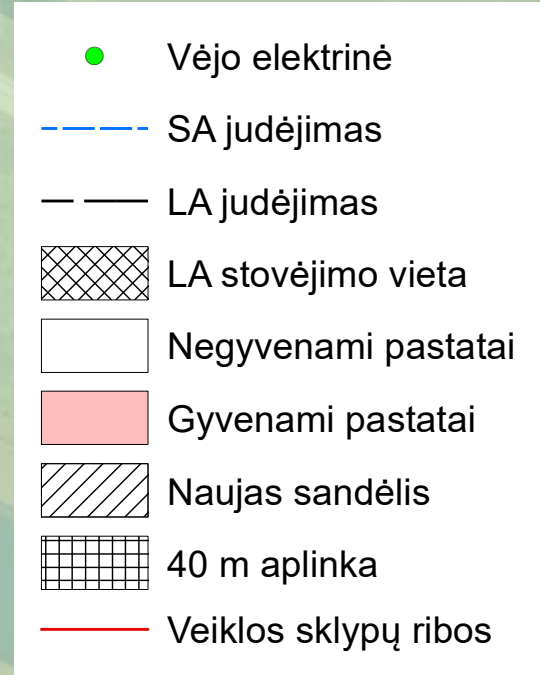 Vėjo elektrinė
SA judėjimas
LA judėjimas
LA stovėjimo vieta
Negyvenami pastatai
Gyvenami pastatai
Naujas sandėlis
40 m aplinka
Veiklos sklypų ribos